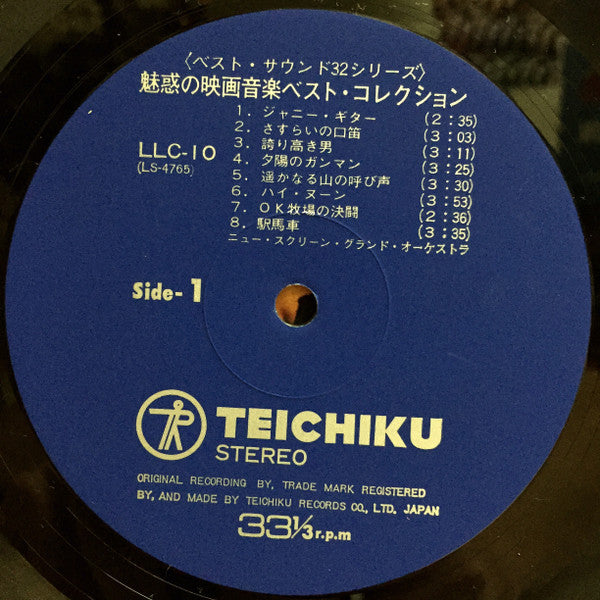 〈ベスト・サウンド32シリーズ〉
魅惑の映画音楽ベスト・コレクション
1. ジャニー・ギター (2:35)
2. さすらいの口笛 (3:03)
3.誇り高き男 (3:11)
4. 夕陽のガンマン (3:25)
5. 遥かなる山の呼び声 (3:30)
6. ハイ・ヌーン (3:53)
7. OK牧場の決闘 (2:36)
8. 駅馬車 (3:35)
ニュー・スクリーン・グランド・オーケストラ
LLC-10
(LS-4765)
Side-1
TEICHIKU
STEREO
ORIGINAL RECORDING BY, TRADE MARK REGISTERED
BY, AND MADE BY TEICHIKU RECORDS CO., LTD. JAPAN
33⅓r.p.m